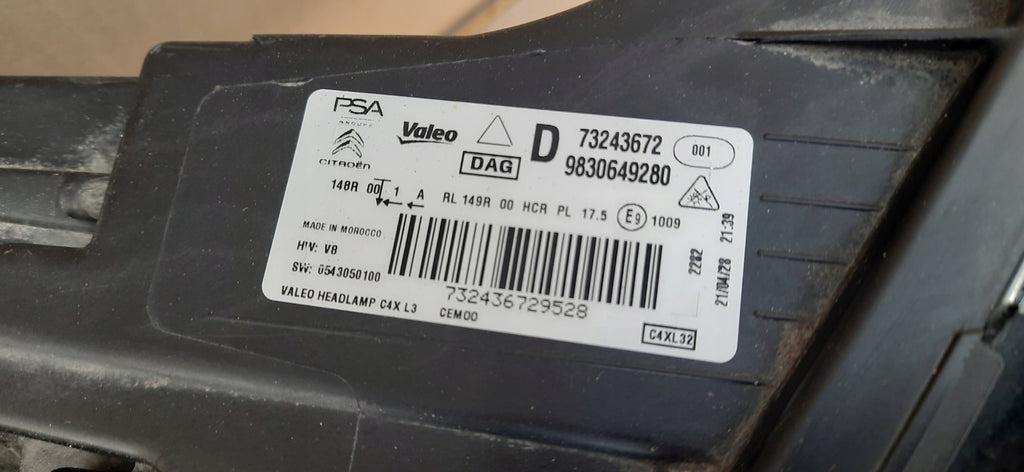 PSA
GROUPE
CITROËN
Valeo
DAG
D 73243672
9830649280
001
148R 00 1 A RL 149R 00 HCR PL 17.5 E9 1009
MADE IN MOROCCO
HW: V8
SW: 0543050100
732436729528
VALEO HEADLAMP C4X L3 CEM00
C4XL32
2282
21/04/28 21:39